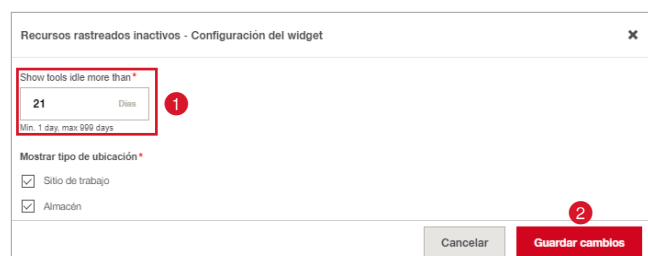 Recursos rastreados inactivos - Configuración del widget
Show tools idle more than*
21 Días
1
Min. 1 day, max 999 days
Mostrar tipo de ubicación*
Sitio de trabajo
Almacén
2
Cancelar Guardar cambios